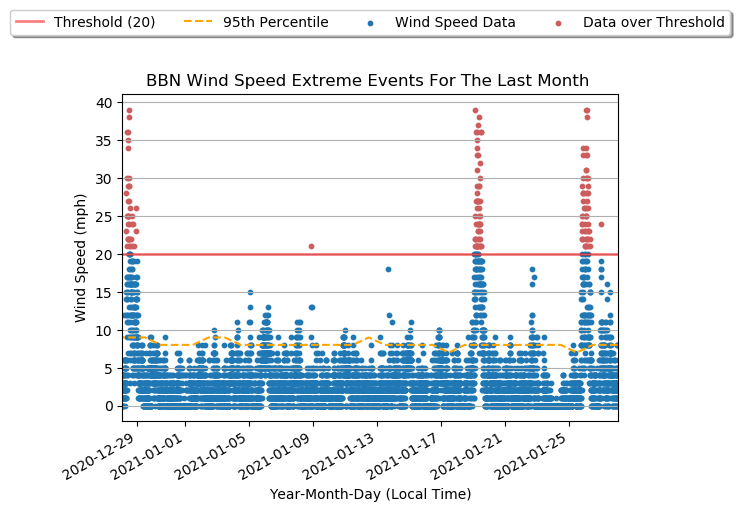 Threshold (20) 95th Percentile Wind Speed Data Data over Threshold
BBN Wind Speed Extreme Events For The Last Month
40
35
30
25
20
15
10
5
0
Wind Speed (mph)
2020-12-29 2021-01-01 2021-01-05 2021-01-09 2021-01-13 2021-01-17 2021-01-21 2021-01-25
Year-Month-Day (Local Time)